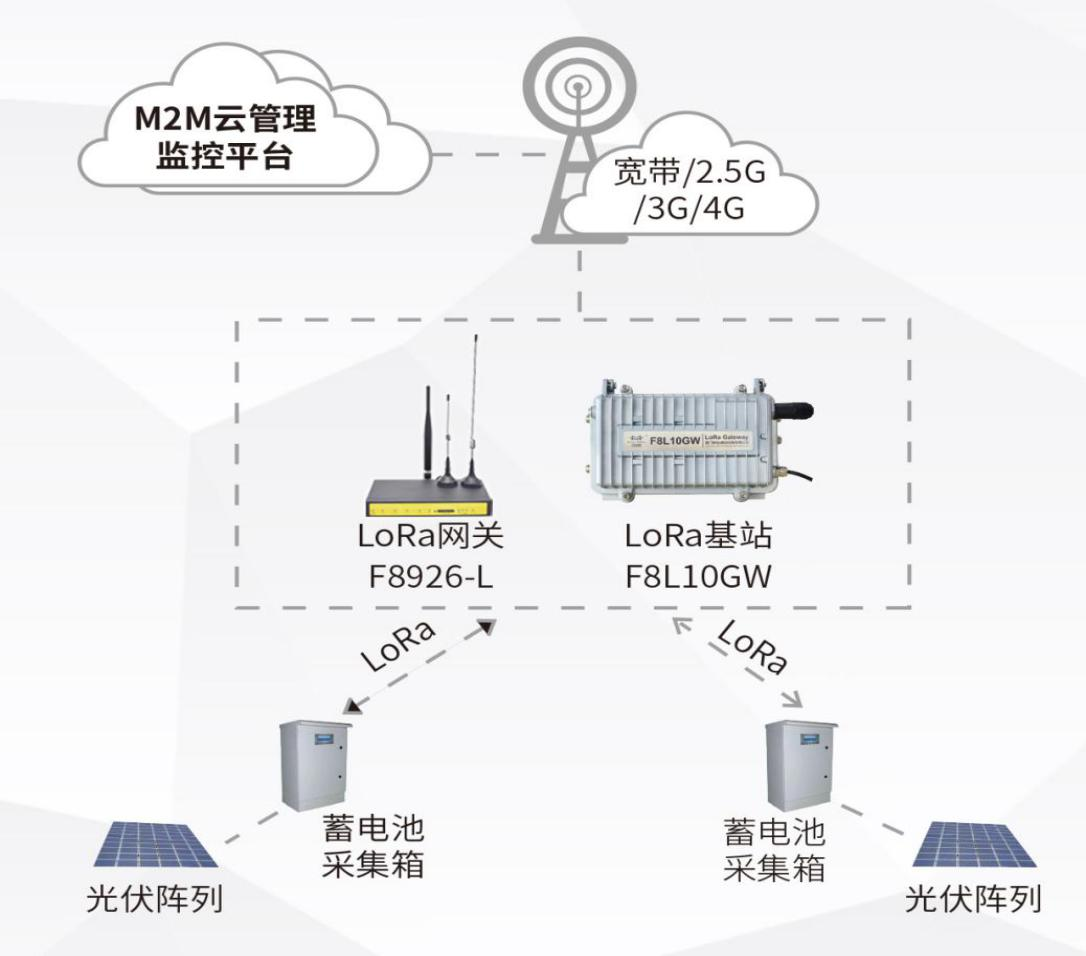 M2M云管理
监控平台
宽带/2.5G
/3G/4G
F8L10GW
LoRa Gateway
LoRa网关
F8926-L
LoRa基站
F8L10GW
LoRa
LoRa
蓄电池
采集箱
蓄电池
采集箱
光伏阵列
光伏阵列